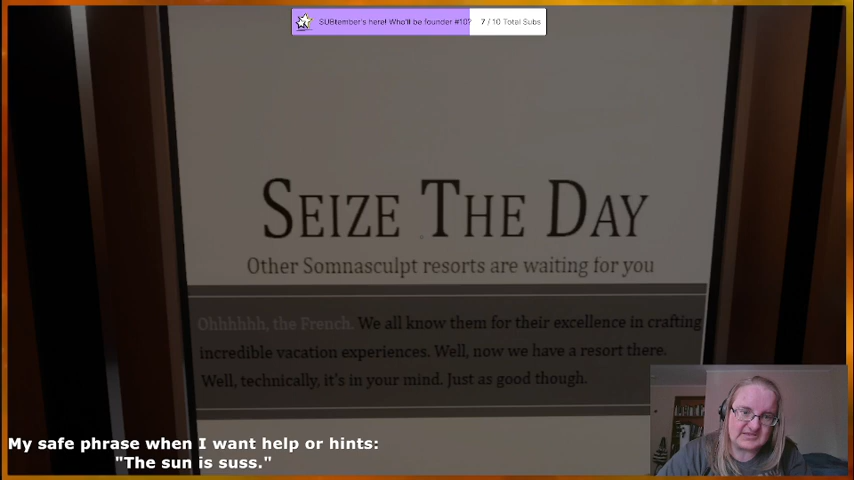 SUBtember's here! Who'll be founder #10? 7 / 10 Total Subs
SEIZE THE DAY
Other Somnasculpt resorts are waiting for you
Ohhhhhh, the French. We all know them for their excellence in crafting
incredible vacation experiences. Well, now we have a resort there.
Well, technically, it's in your mind. Just as good though.
My safe phrase when I want help or hints:
"The sun is suss."